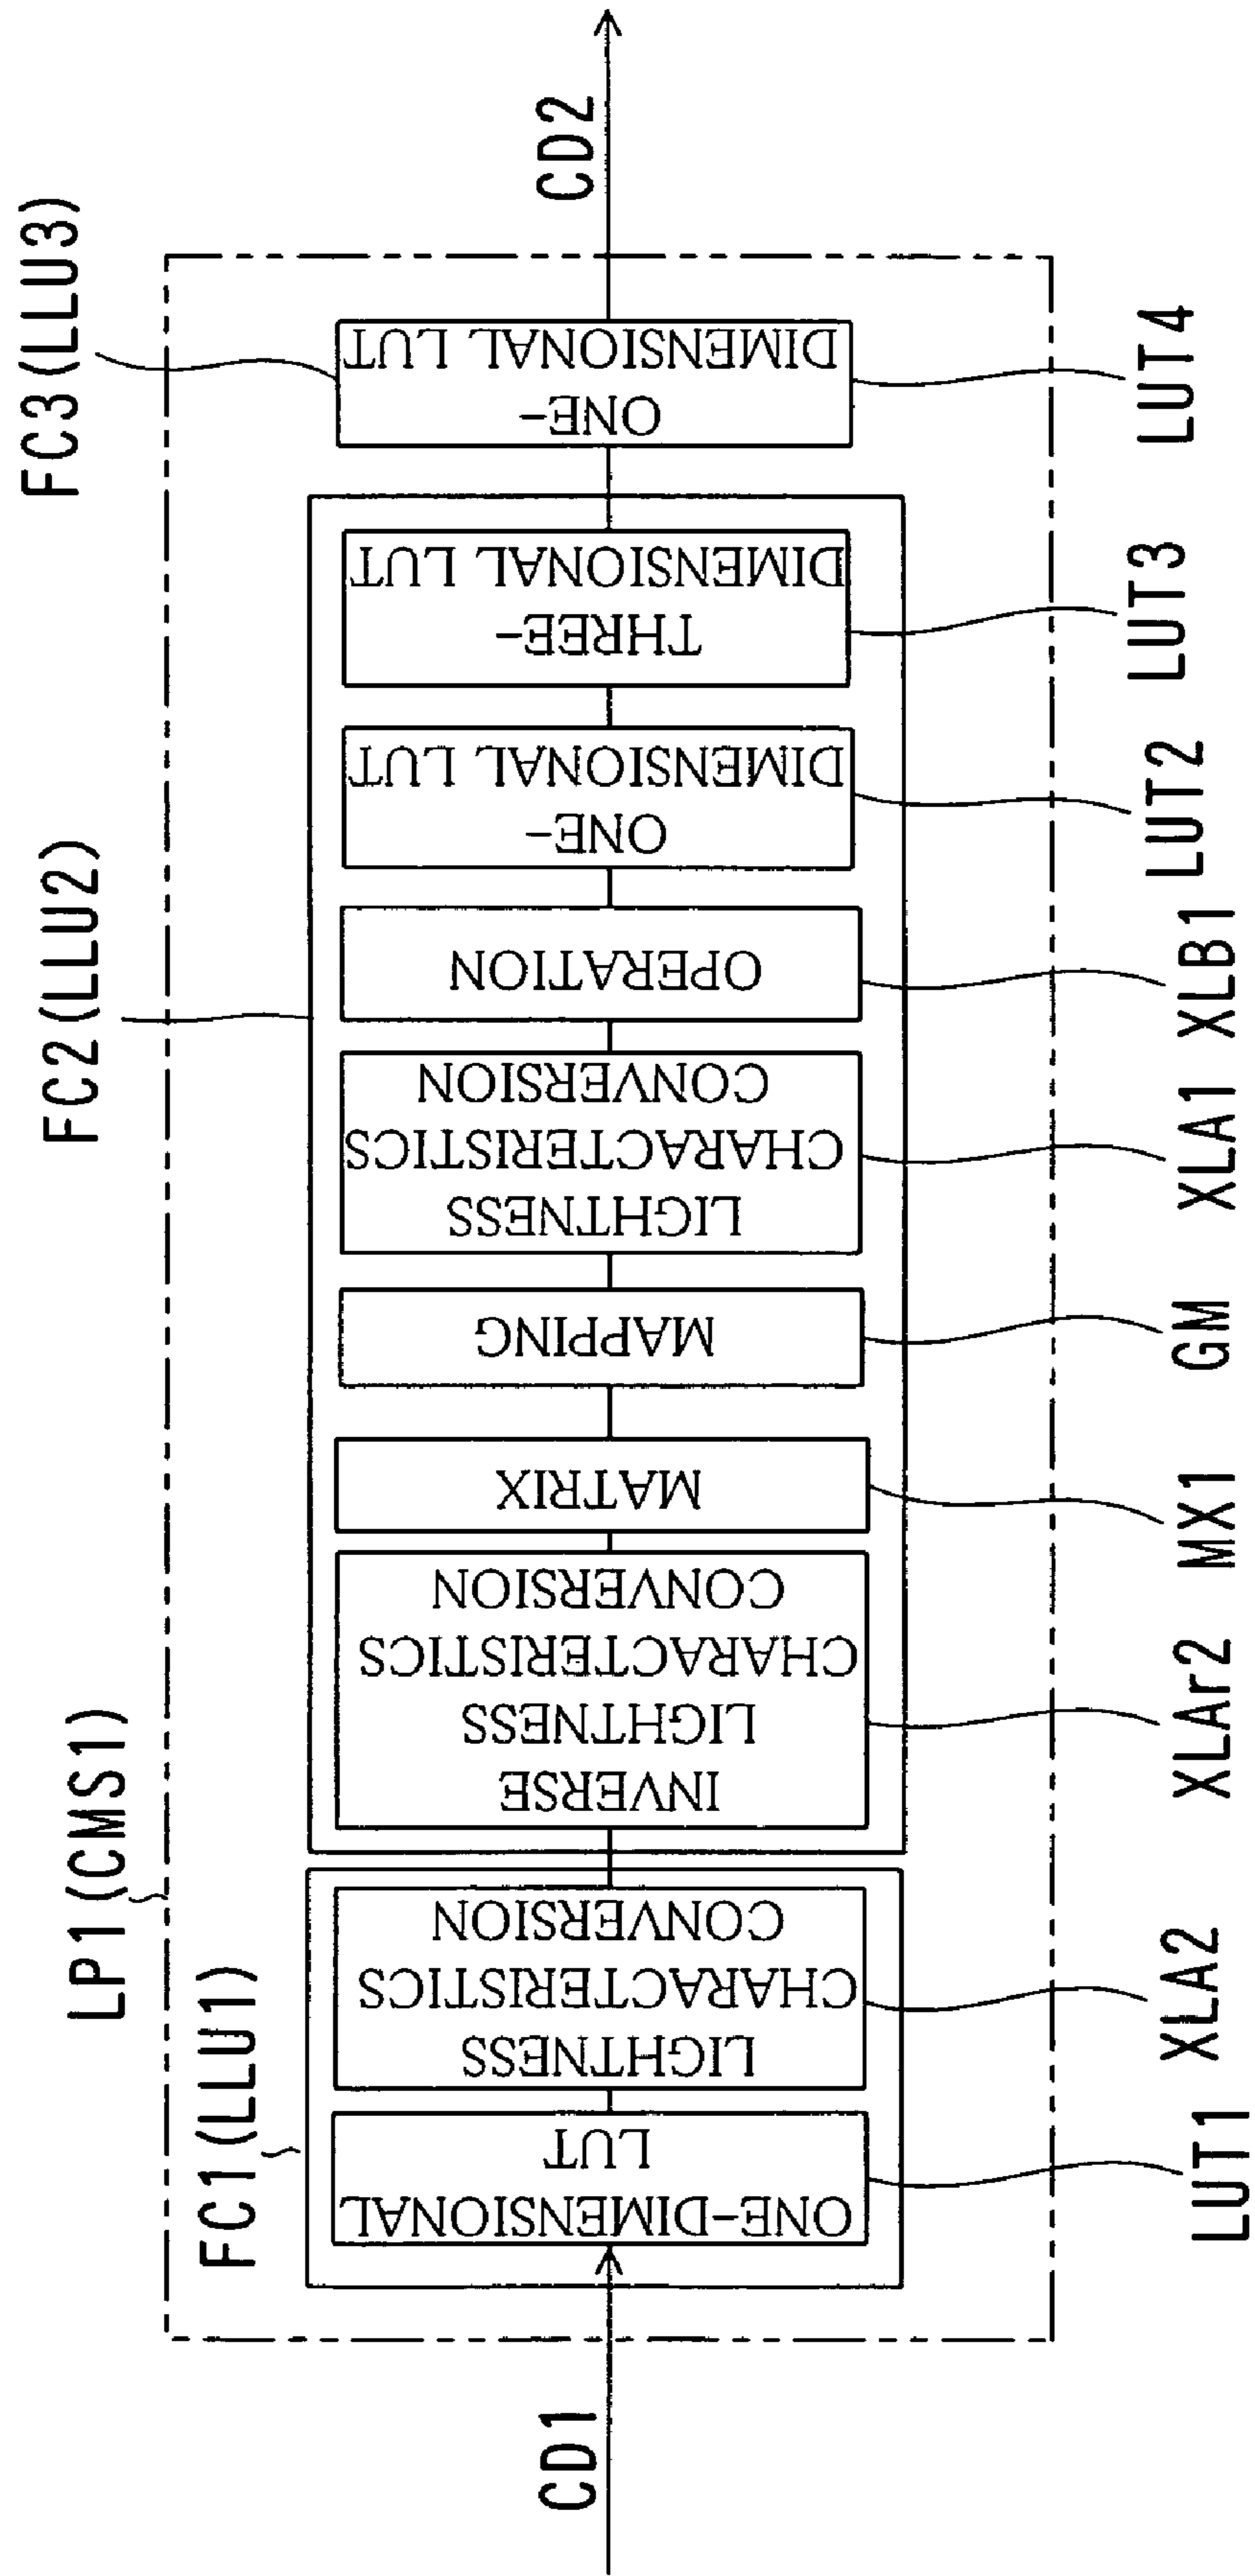 LP1(CMS1)
FC1(LLU1)
FC2(LLU2)
FC3(LLU3)
CD1
ONE-DIMENSIONAL
LUT
LIGHTNESS
CHARACTERISTICS
CONVERSION
INVERSE
LIGHTNESS
CHARACTERISTICS
CONVERSION
MATRIX
MAPPING
LIGHTNESS
CHARACTERISTICS
CONVERSION
OPERATION
ONE-
DIMENSIONAL LUT
THREE-
DIMENSIONAL LUT
ONE-
DIMENSIONAL LUT
CD2
LUT1
XLA2
XLAr2
MX1
GM
XLA1
XLB1
LUT2
LUT3
LUT4